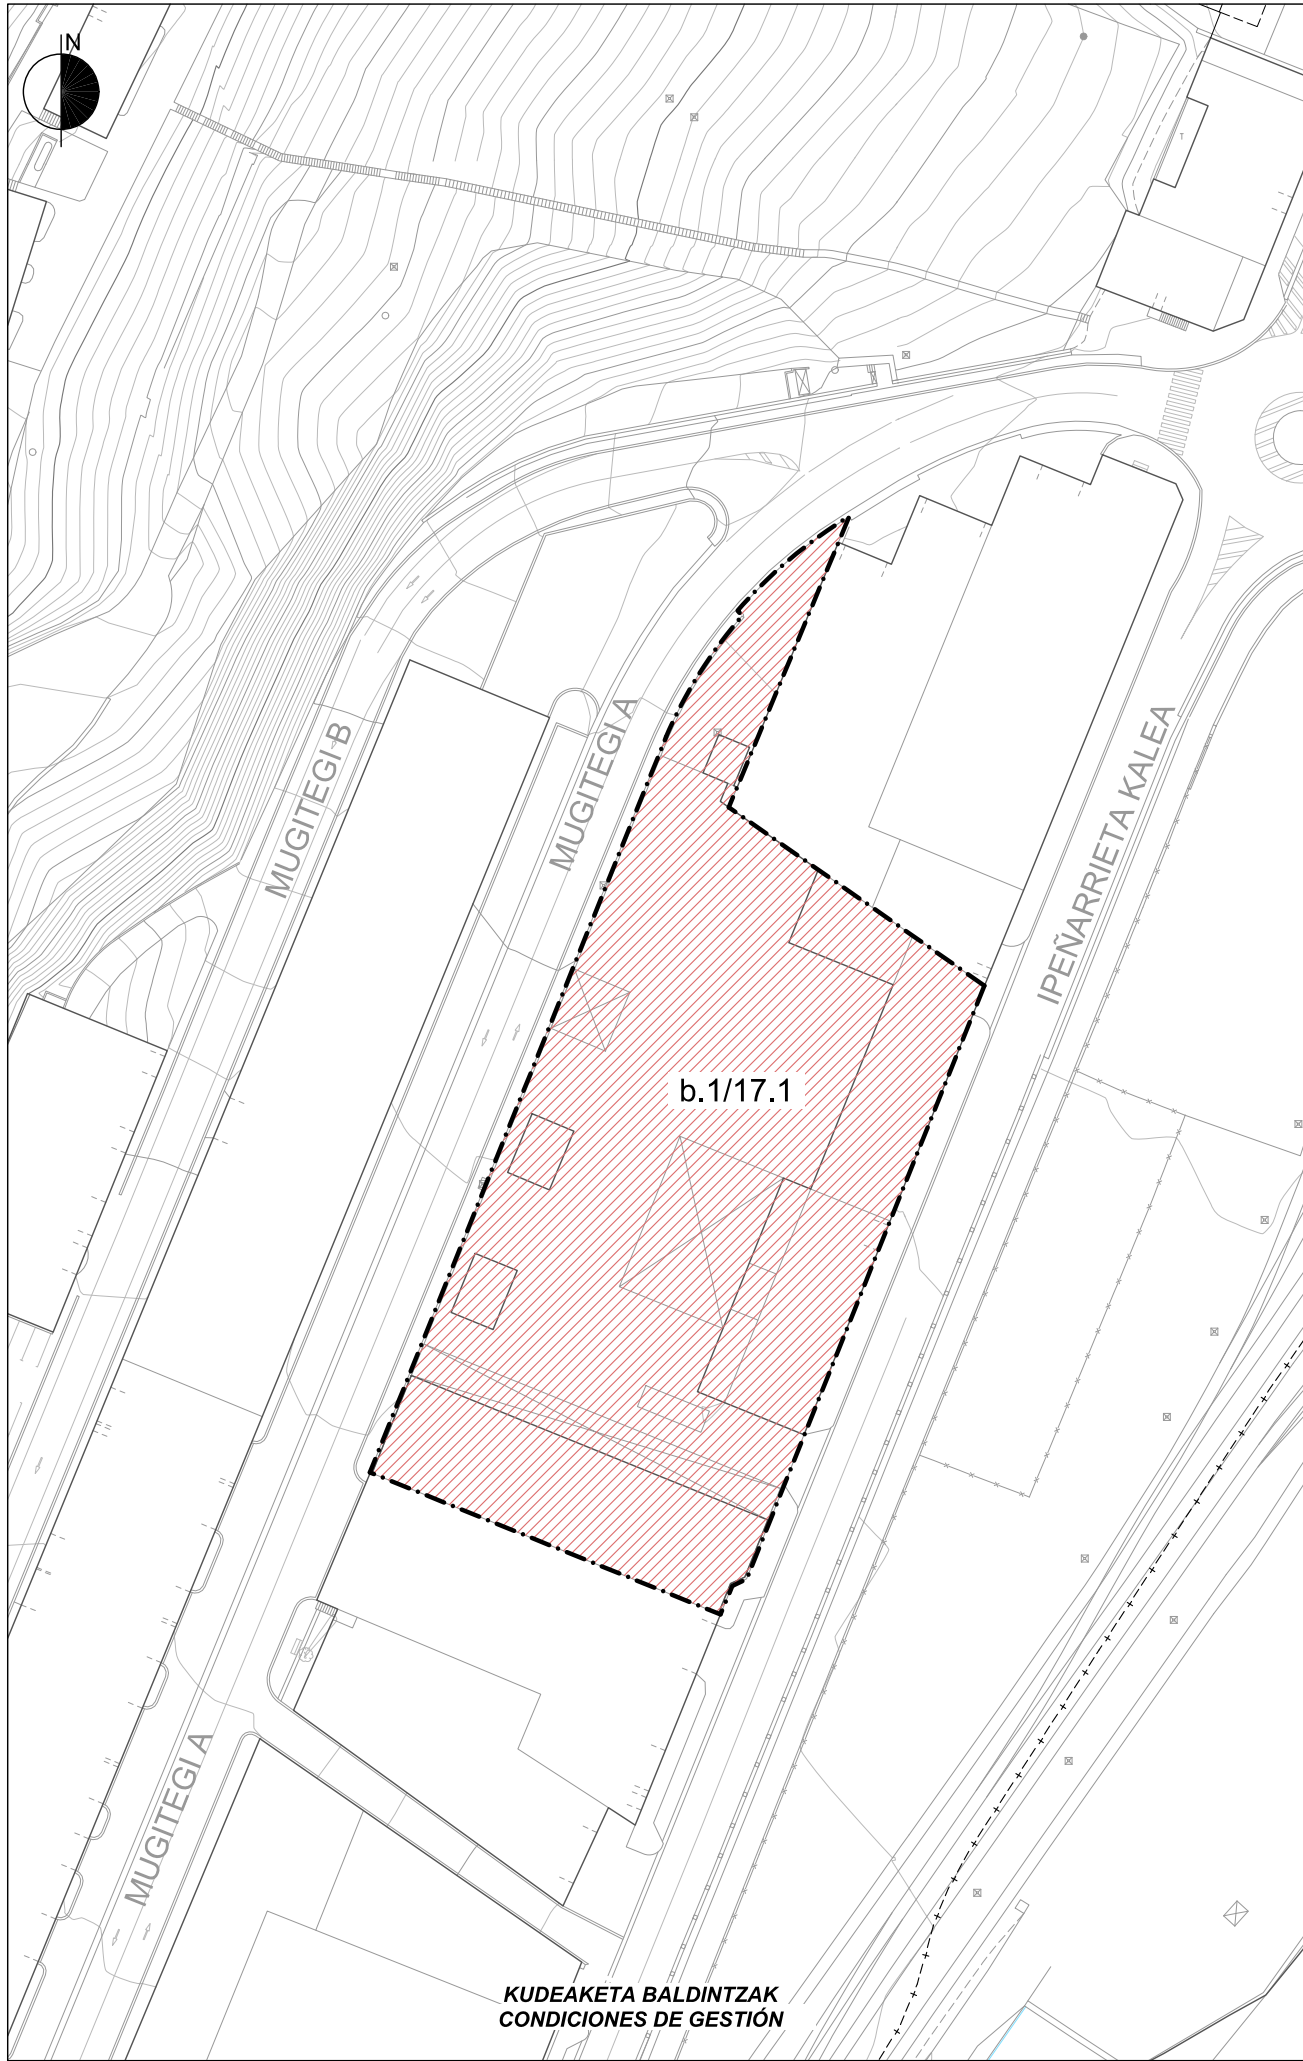 N
MUGITEGI B
MUGITEGI A
IPEÑARRIETA KALEA
b.1/17.1
MUGITEGI A
KUDEAKETA BALDINTZAK
CONDICIONES DE GESTIÓN